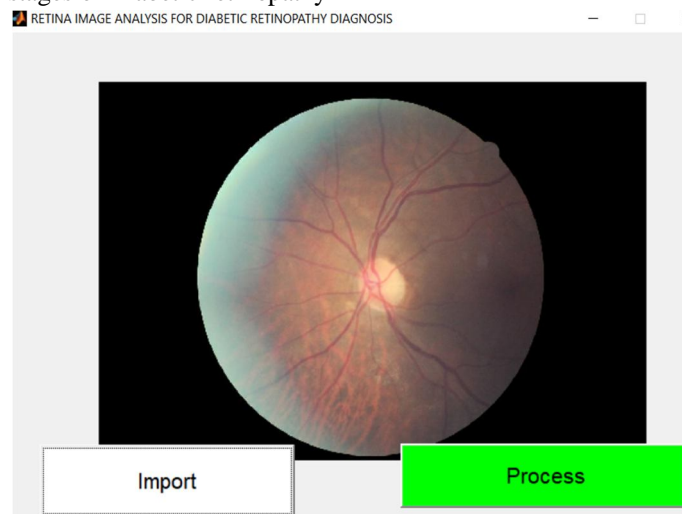 RETINA IMAGE ANALYSIS FOR DIABETIC RETINOPATHY DIAGNOSIS
Import
Process